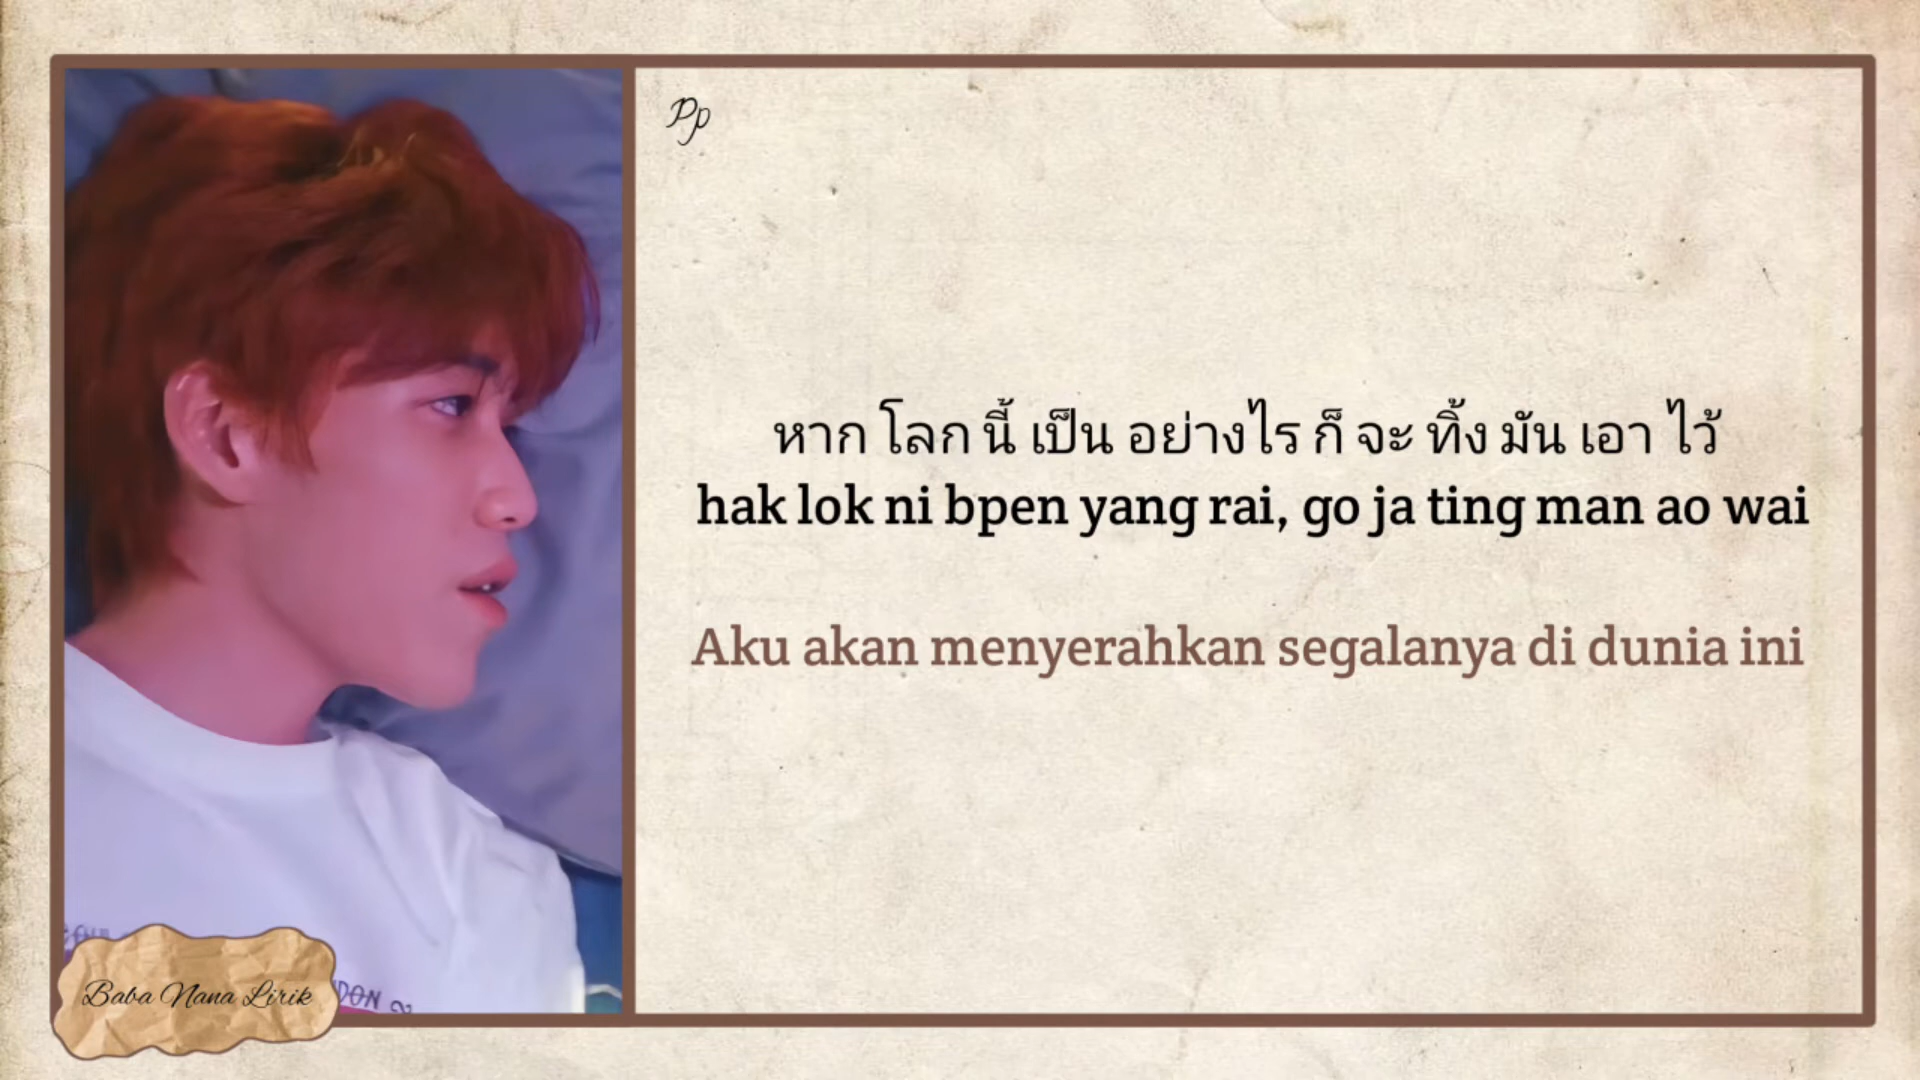 Pp
หาก โลก นี้ เป็น อย่างไร ก็ จะ ทิ้ง มัน เอา ไว้
hak lok ni bpen yang rai, go ja ting man ao wai
Aku akan menyerahkan segalanya di dunia ini
Baba Nana Lirik